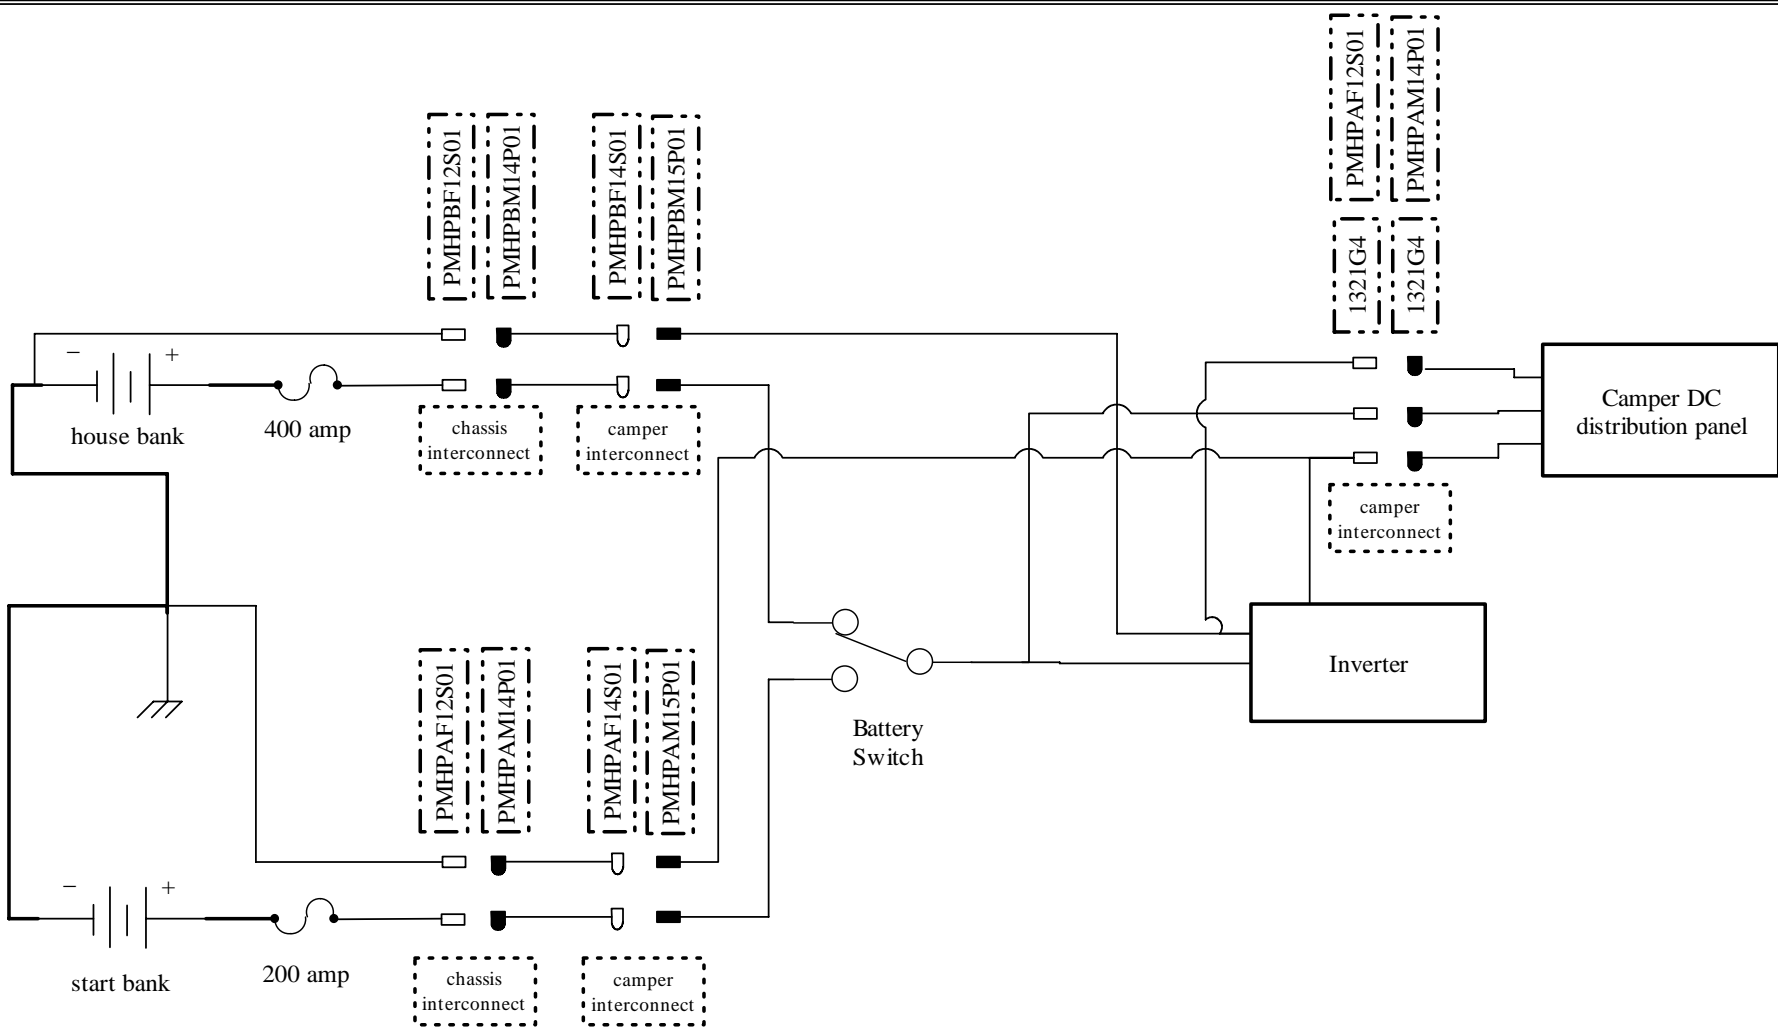 PMHPAF12S01
PMHPAM14P01
PMHPBF12S01
PMHPBM14P01
PMHPBF14S01
PMHPBM15P01
1321G4
1321G4
−
+
house bank
400 amp
chassis
interconnect
camper
interconnect
Camper DC
distribution panel
camper
interconnect
Inverter
PMHPAF12S01
PMHPAM14P01
PMHPAF14S01
PMHPAM15P01
Battery
Switch
−
+
start bank
200 amp
chassis
interconnect
camper
interconnect